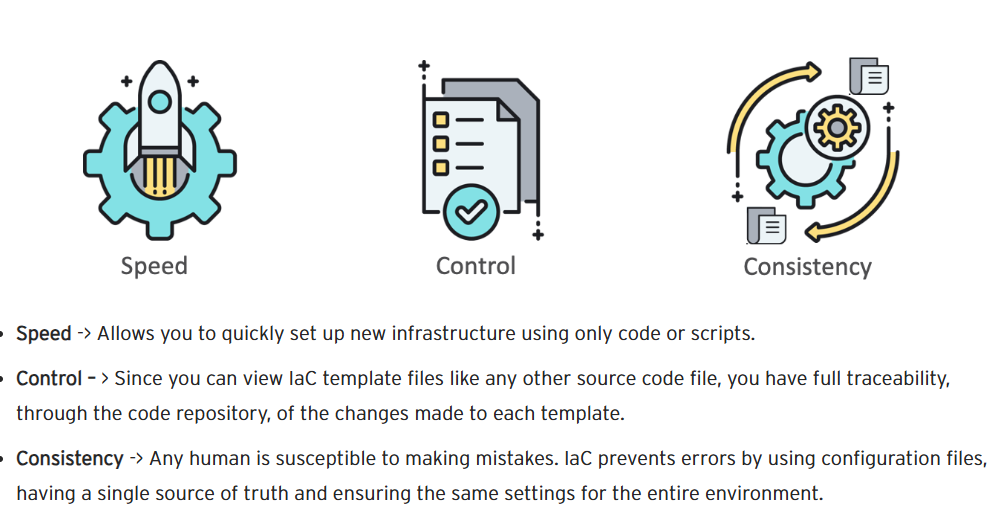 Speed
Control
Consistency
• Speed -> Allows you to quickly set up new infrastructure using only code or scripts.
• Control – > Since you can view IaC template files like any other source code file, you have full traceability,
through the code repository, of the changes made to each template.
• Consistency -> Any human is susceptible to making mistakes. IaC prevents errors by using configuration files,
having a single source of truth and ensuring the same settings for the entire environment.